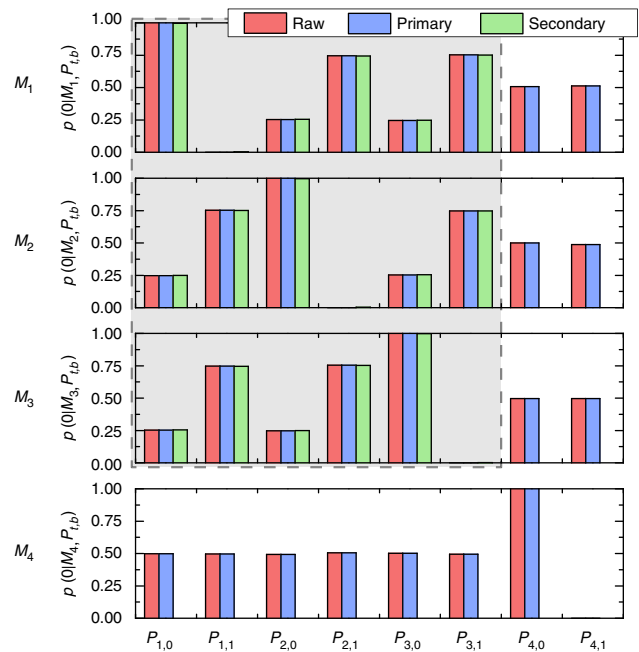 Raw Primary Secondary
M1 p (0|M1, Pt,b) 1.00 0.75 0.50 0.25 0.00
M2 p (0|M2, Pt,b) 1.00 0.75 0.50 0.25 0.00
M3 p (0|M3, Pt,b) 1.00 0.75 0.50 0.25 0.00
M4 p (0|M4, Pt,b) 1.00 0.75 0.50 0.25 0.00
P1,0 P1,1 P2,0 P2,1 P3,0 P3,1 P4,0 P4,1